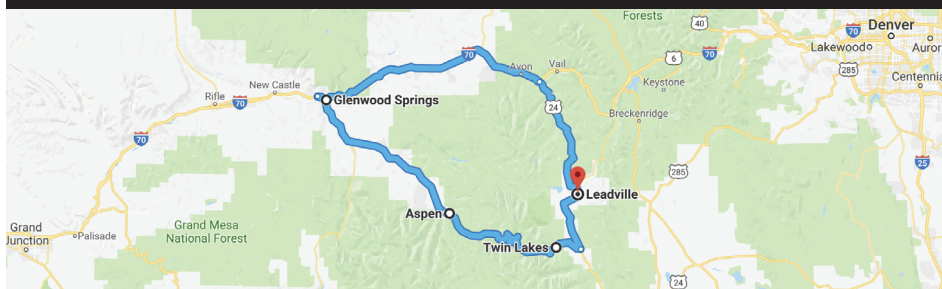 Forests
40
Denver
70
Lakewood
Auror
6
70
70
Avon
Vail
285
Centennia
Keystone
New Castle
Rifle
70
Glenwood Springs
24
Breckenridge
70
25
285
Leadville
Aspen
Grand Mesa
National Forest
Grand
Junction
Palisade
Twin Lakes
24